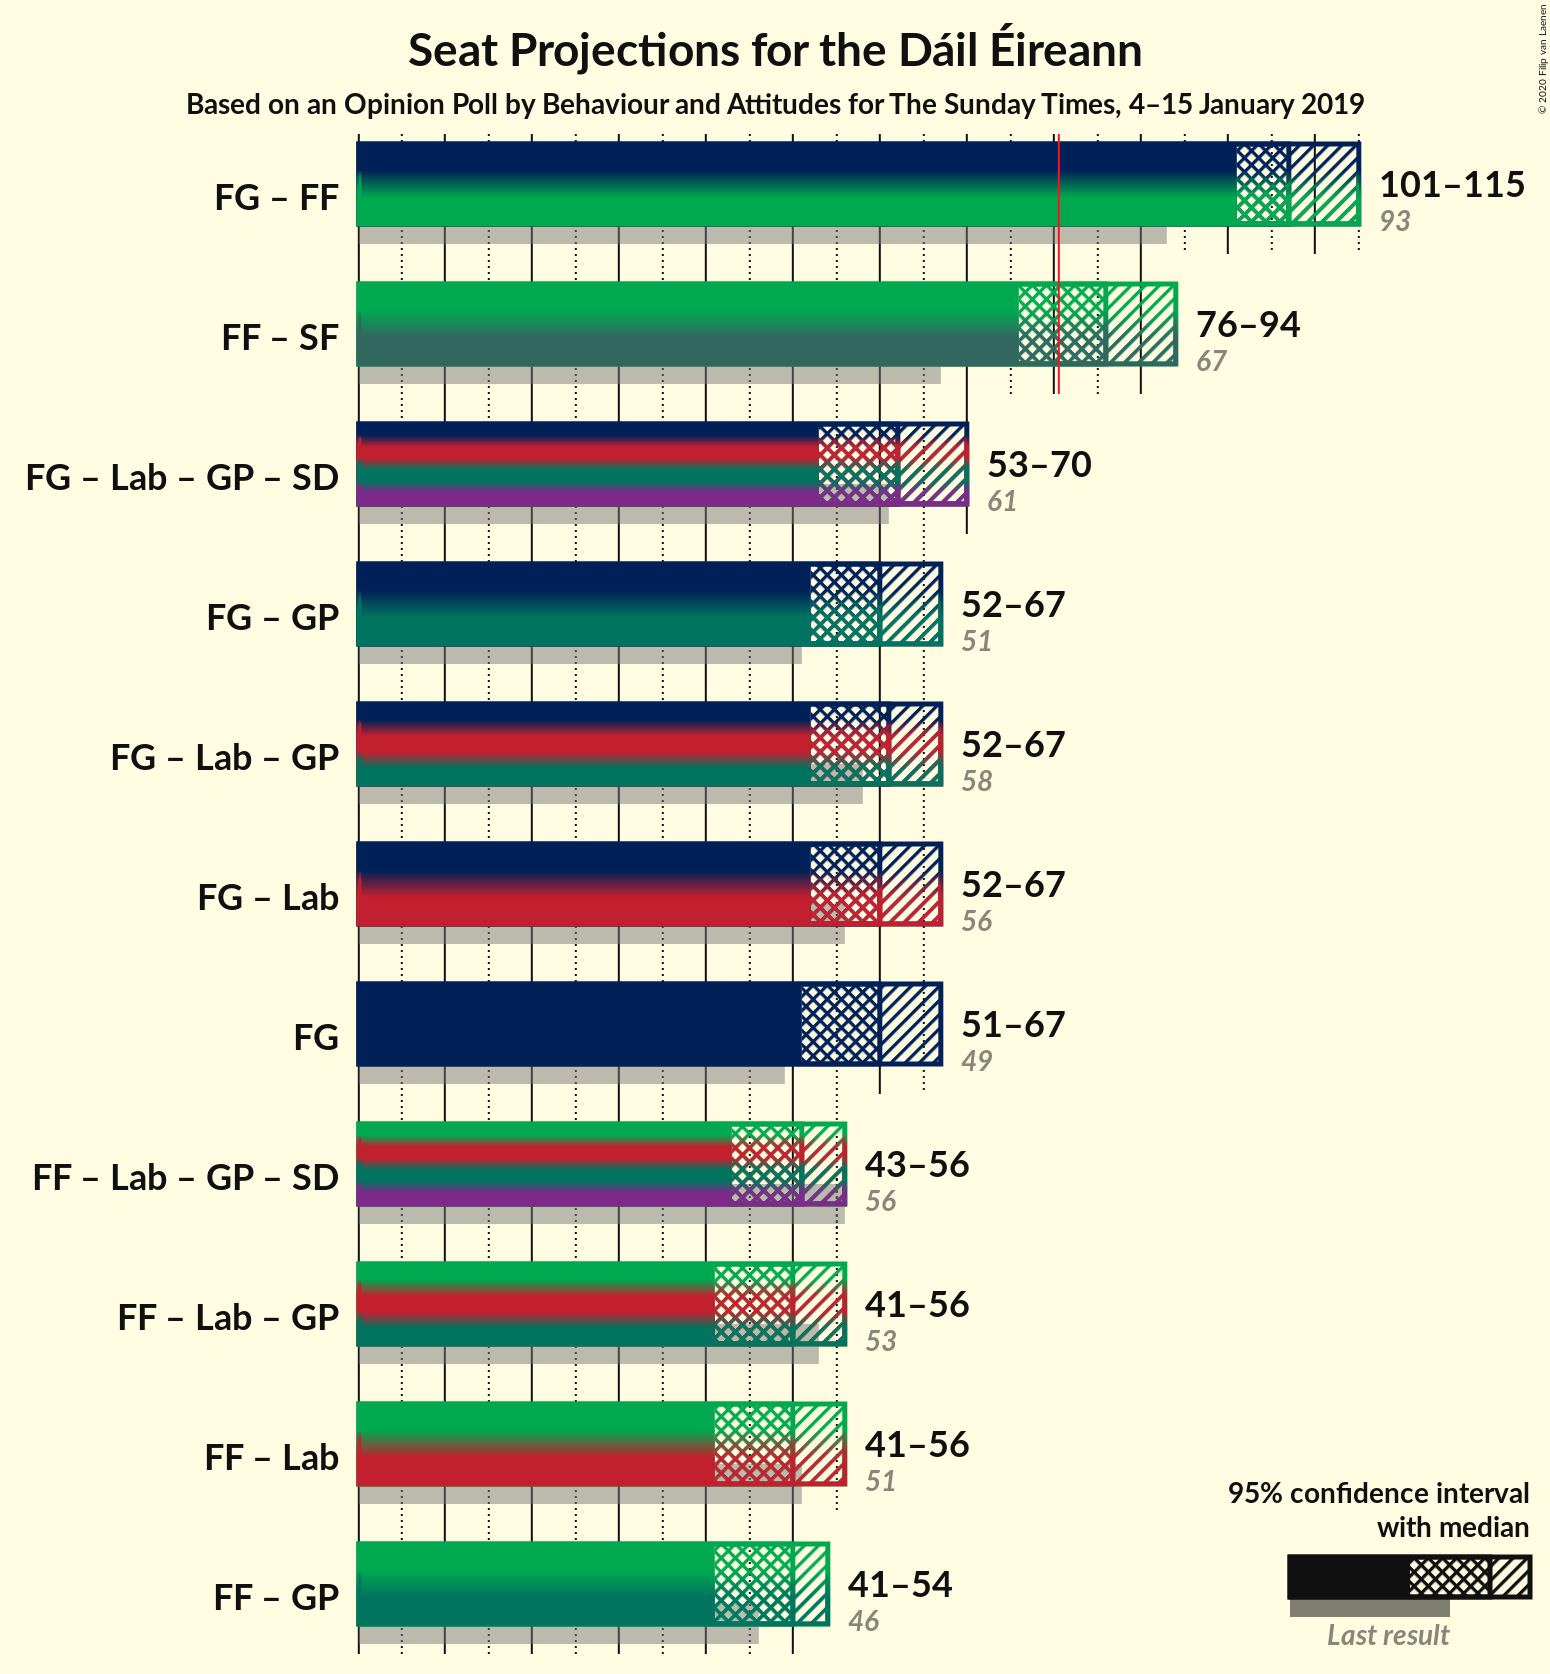 Seat Projections for the Dáil Éireann
Based on an Opinion Poll by Behaviour and Attitudes for The Sunday Times, 4–15 January 2019
© 2020 Filip van Laenen
FG – FF
101–115
93
FF – SF
76–94
67
FG – Lab – GP – SD
53–70
61
FG – GP
52–67
51
FG – Lab – GP
52–67
58
FG – Lab
52–67
56
FG
51–67
49
FF – Lab – GP – SD
43–56
56
FF – Lab – GP
41–56
53
FF – Lab
41–56
51
FF – GP
41–54
46
95% confidence interval
with median
Last result